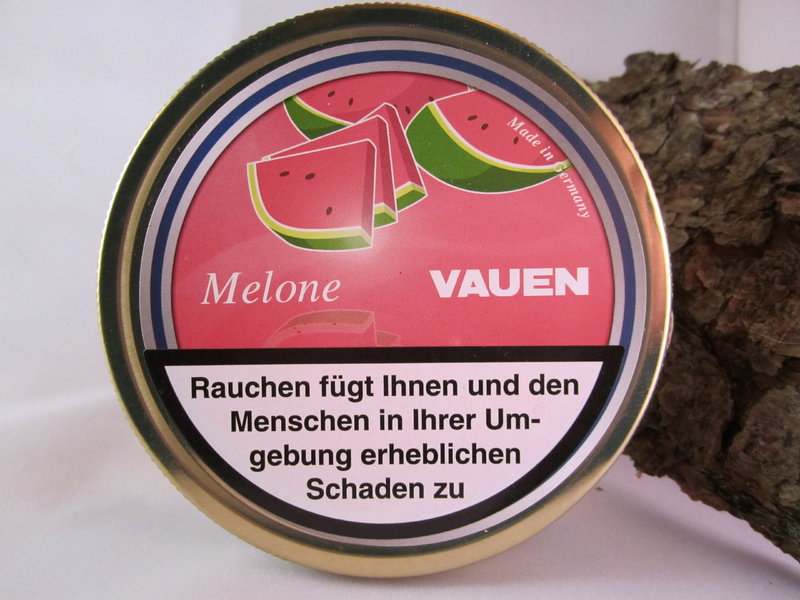 Made in Germany
Melone VAUEN
Rauchen fügt Ihnen und den
Menschen in Ihrer Um-
gebung erheblichen
Schaden zu